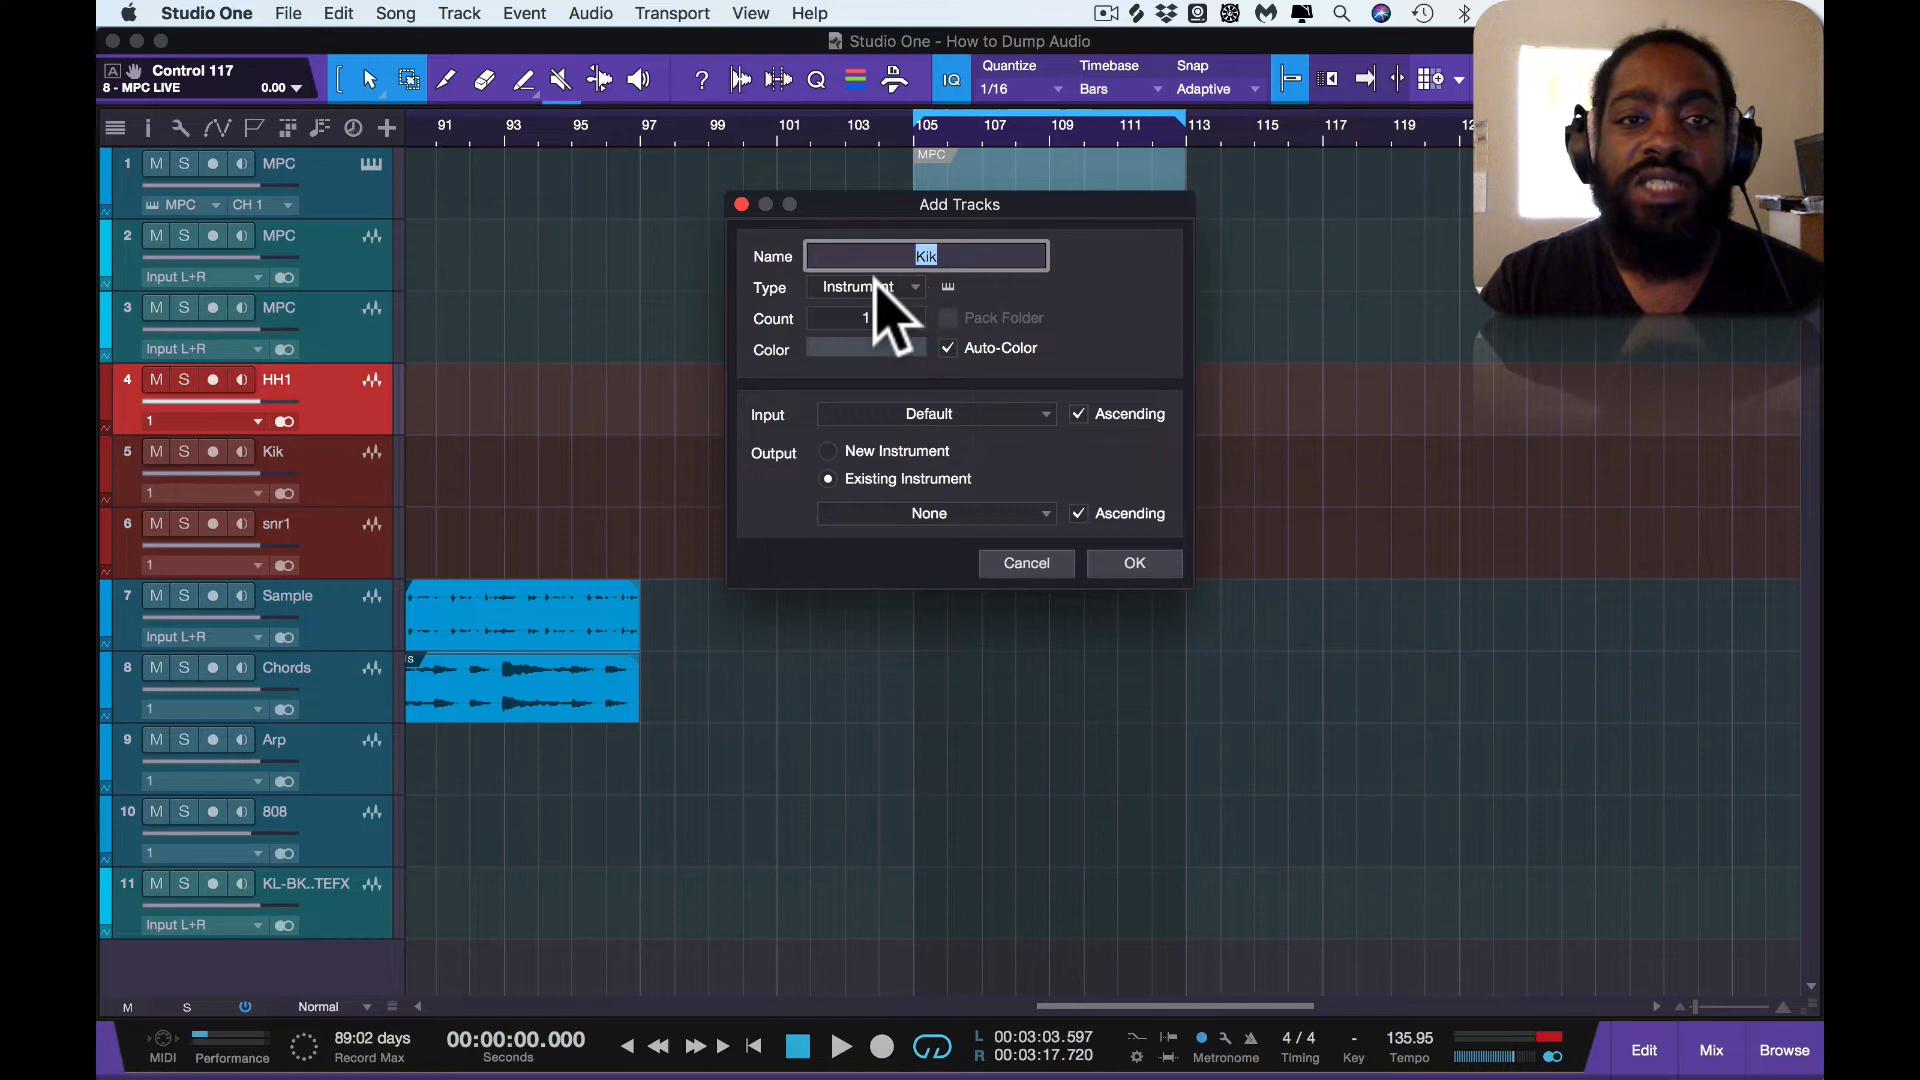 Studio One File Edit Song Track Event Audio Transport View Help
Studio One - How to Dump Audio
A Control 117
8 - MPC LIVE 0.00
IQ
Quantize
1/16
Timebase
Bars
Snap
Adaptive
91 93 95 97 99 101 103 105 107 109 111 113 115 117 119
MPC
1 M S MPC
MPC CH 1
2 M S MPC
Input L+R
3 M S MPC
Input L+R
4 M S HH1
1
5 M S Kik
1
6 M S snr1
1
7 M S Sample
Input L+R
8 M S Chords
1
9 M S Arp
1
10 M S 808
1
11 M S KL-BK..TEFX
Input L+R
Add Tracks
Name Kik
Type Instrument
Count 1 Pack Folder
Color Auto-Color
Input Default Ascending
Output New Instrument
Existing Instrument
None Ascending
Cancel OK
M S Normal
MIDI
Performance
89:02 days
Record Max
00:00:00.000
Seconds
L 00:03:03.597
R 00:03:17.720
Metronome
4 / 4
Timing
-
Key
135.95
Tempo
Edit Mix Browse